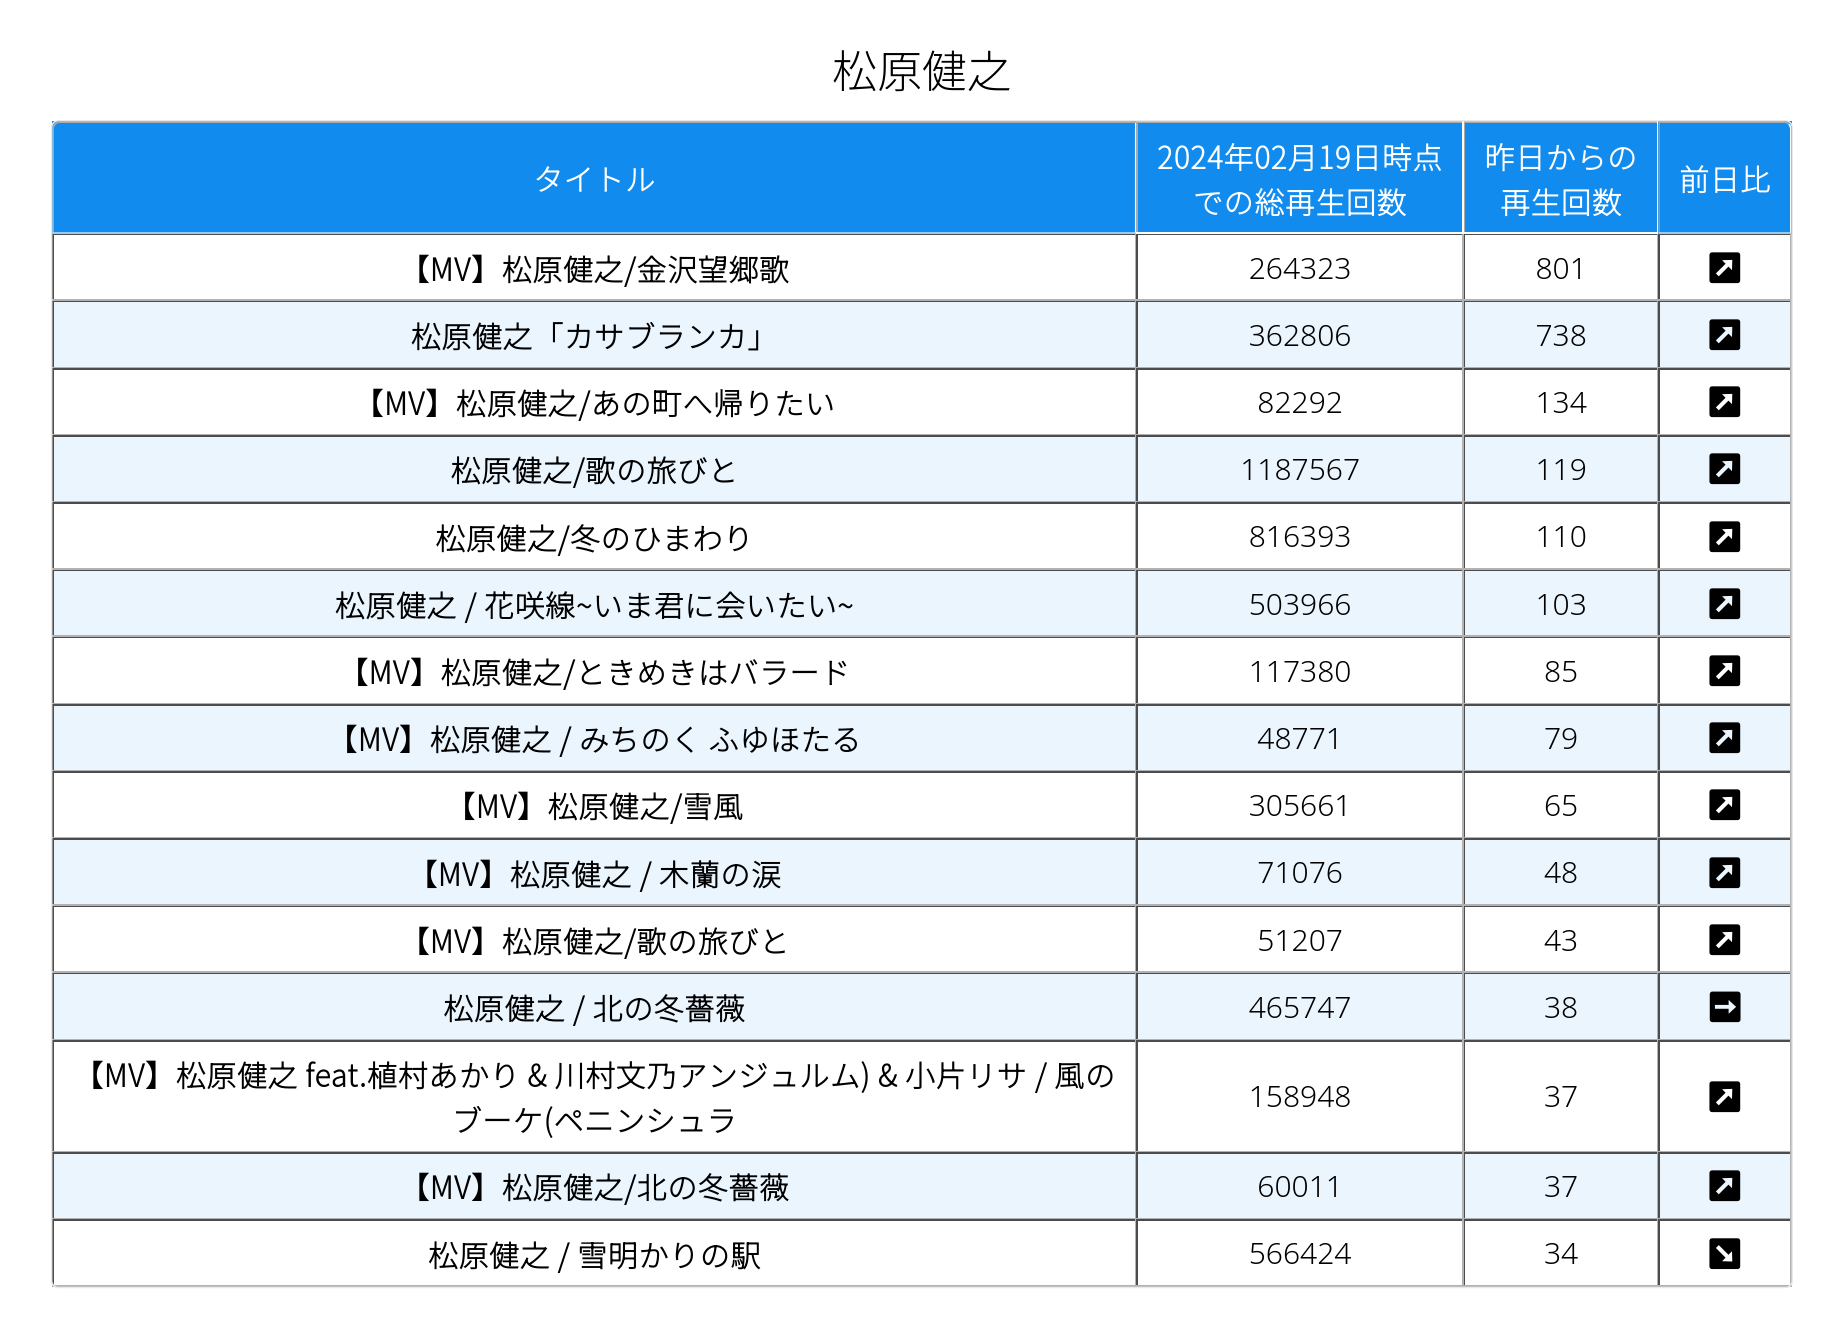 松原健之
タイトル
2024年02月19日時点
での総再生回数
昨日からの
再生回数
前日比
【MV】松原健之/金沢望郷歌 264323 801
松原健之「カサブランカ」 362806 738
【MV】松原健之/あの町へ帰りたい 82292 134
松原健之/歌の旅びと 1187567 119
松原健之/冬のひまわり 816393 110
松原健之 / 花咲線~いま君に会いたい~ 503966 103
【MV】松原健之/ときめきはバラード 117380 85
【MV】松原健之 / みちのく ふゆほたる 48771 79
【MV】松原健之/雪風 305661 65
【MV】松原健之 / 木蘭の涙 71076 48
【MV】松原健之/歌の旅びと 51207 43
松原健之 / 北の冬薔薇 465747 38
【MV】松原健之 feat.植村あかり & 川村文乃アンジュルム) & 小片リサ / 風の
ブーケ(ペニンシュラ 158948 37
【MV】松原健之/北の冬薔薇 60011 37
松原健之 / 雪明かりの駅 566424 34